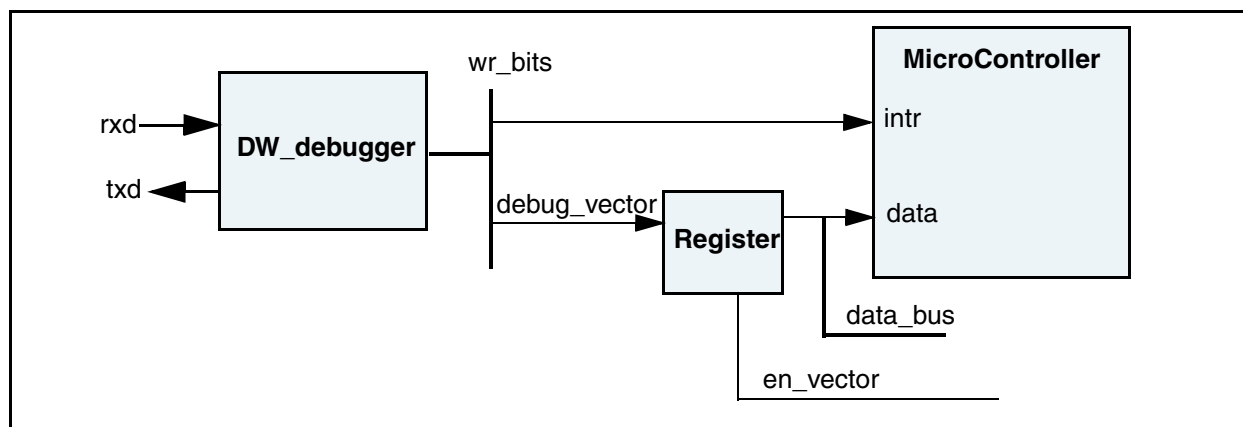 MicroController
wr_bits
rxd
intr
DW_debugger
txd
debug_vector
data
Register
data_bus
en_vector